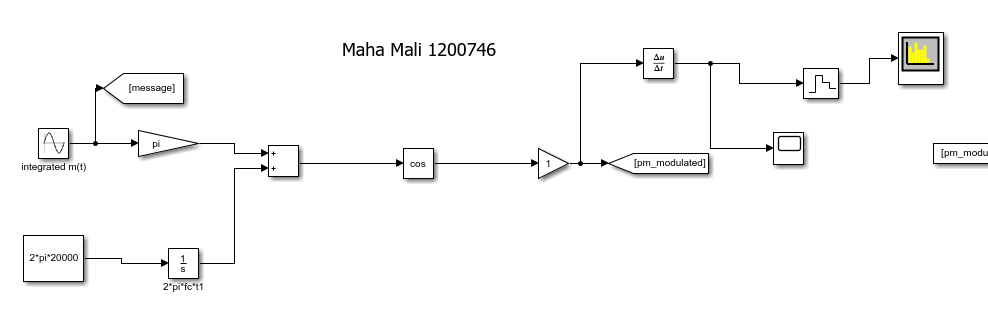 Maha Mali 1200746
[message]
integrated m(t)
pi
+
+
cos
1
[pm_modulated]
Δu
Δt
[pm_modu
2*pi*20000
1
s
2*pi*fc*t1